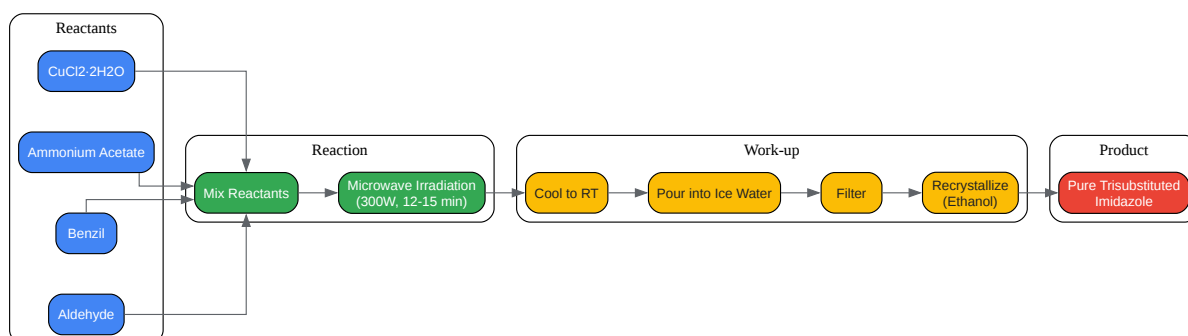 Reactants
CuCl2·2H2O
Ammonium Acetate
Benzil
Aldehyde
Reaction
Mix Reactants
Microwave Irradiation
(300W, 12-15 min)
Work-up
Cool to RT
Pour into Ice Water
Filter
Recrystallize
(Ethanol)
Product
Pure Trisubstituted
Imidazole